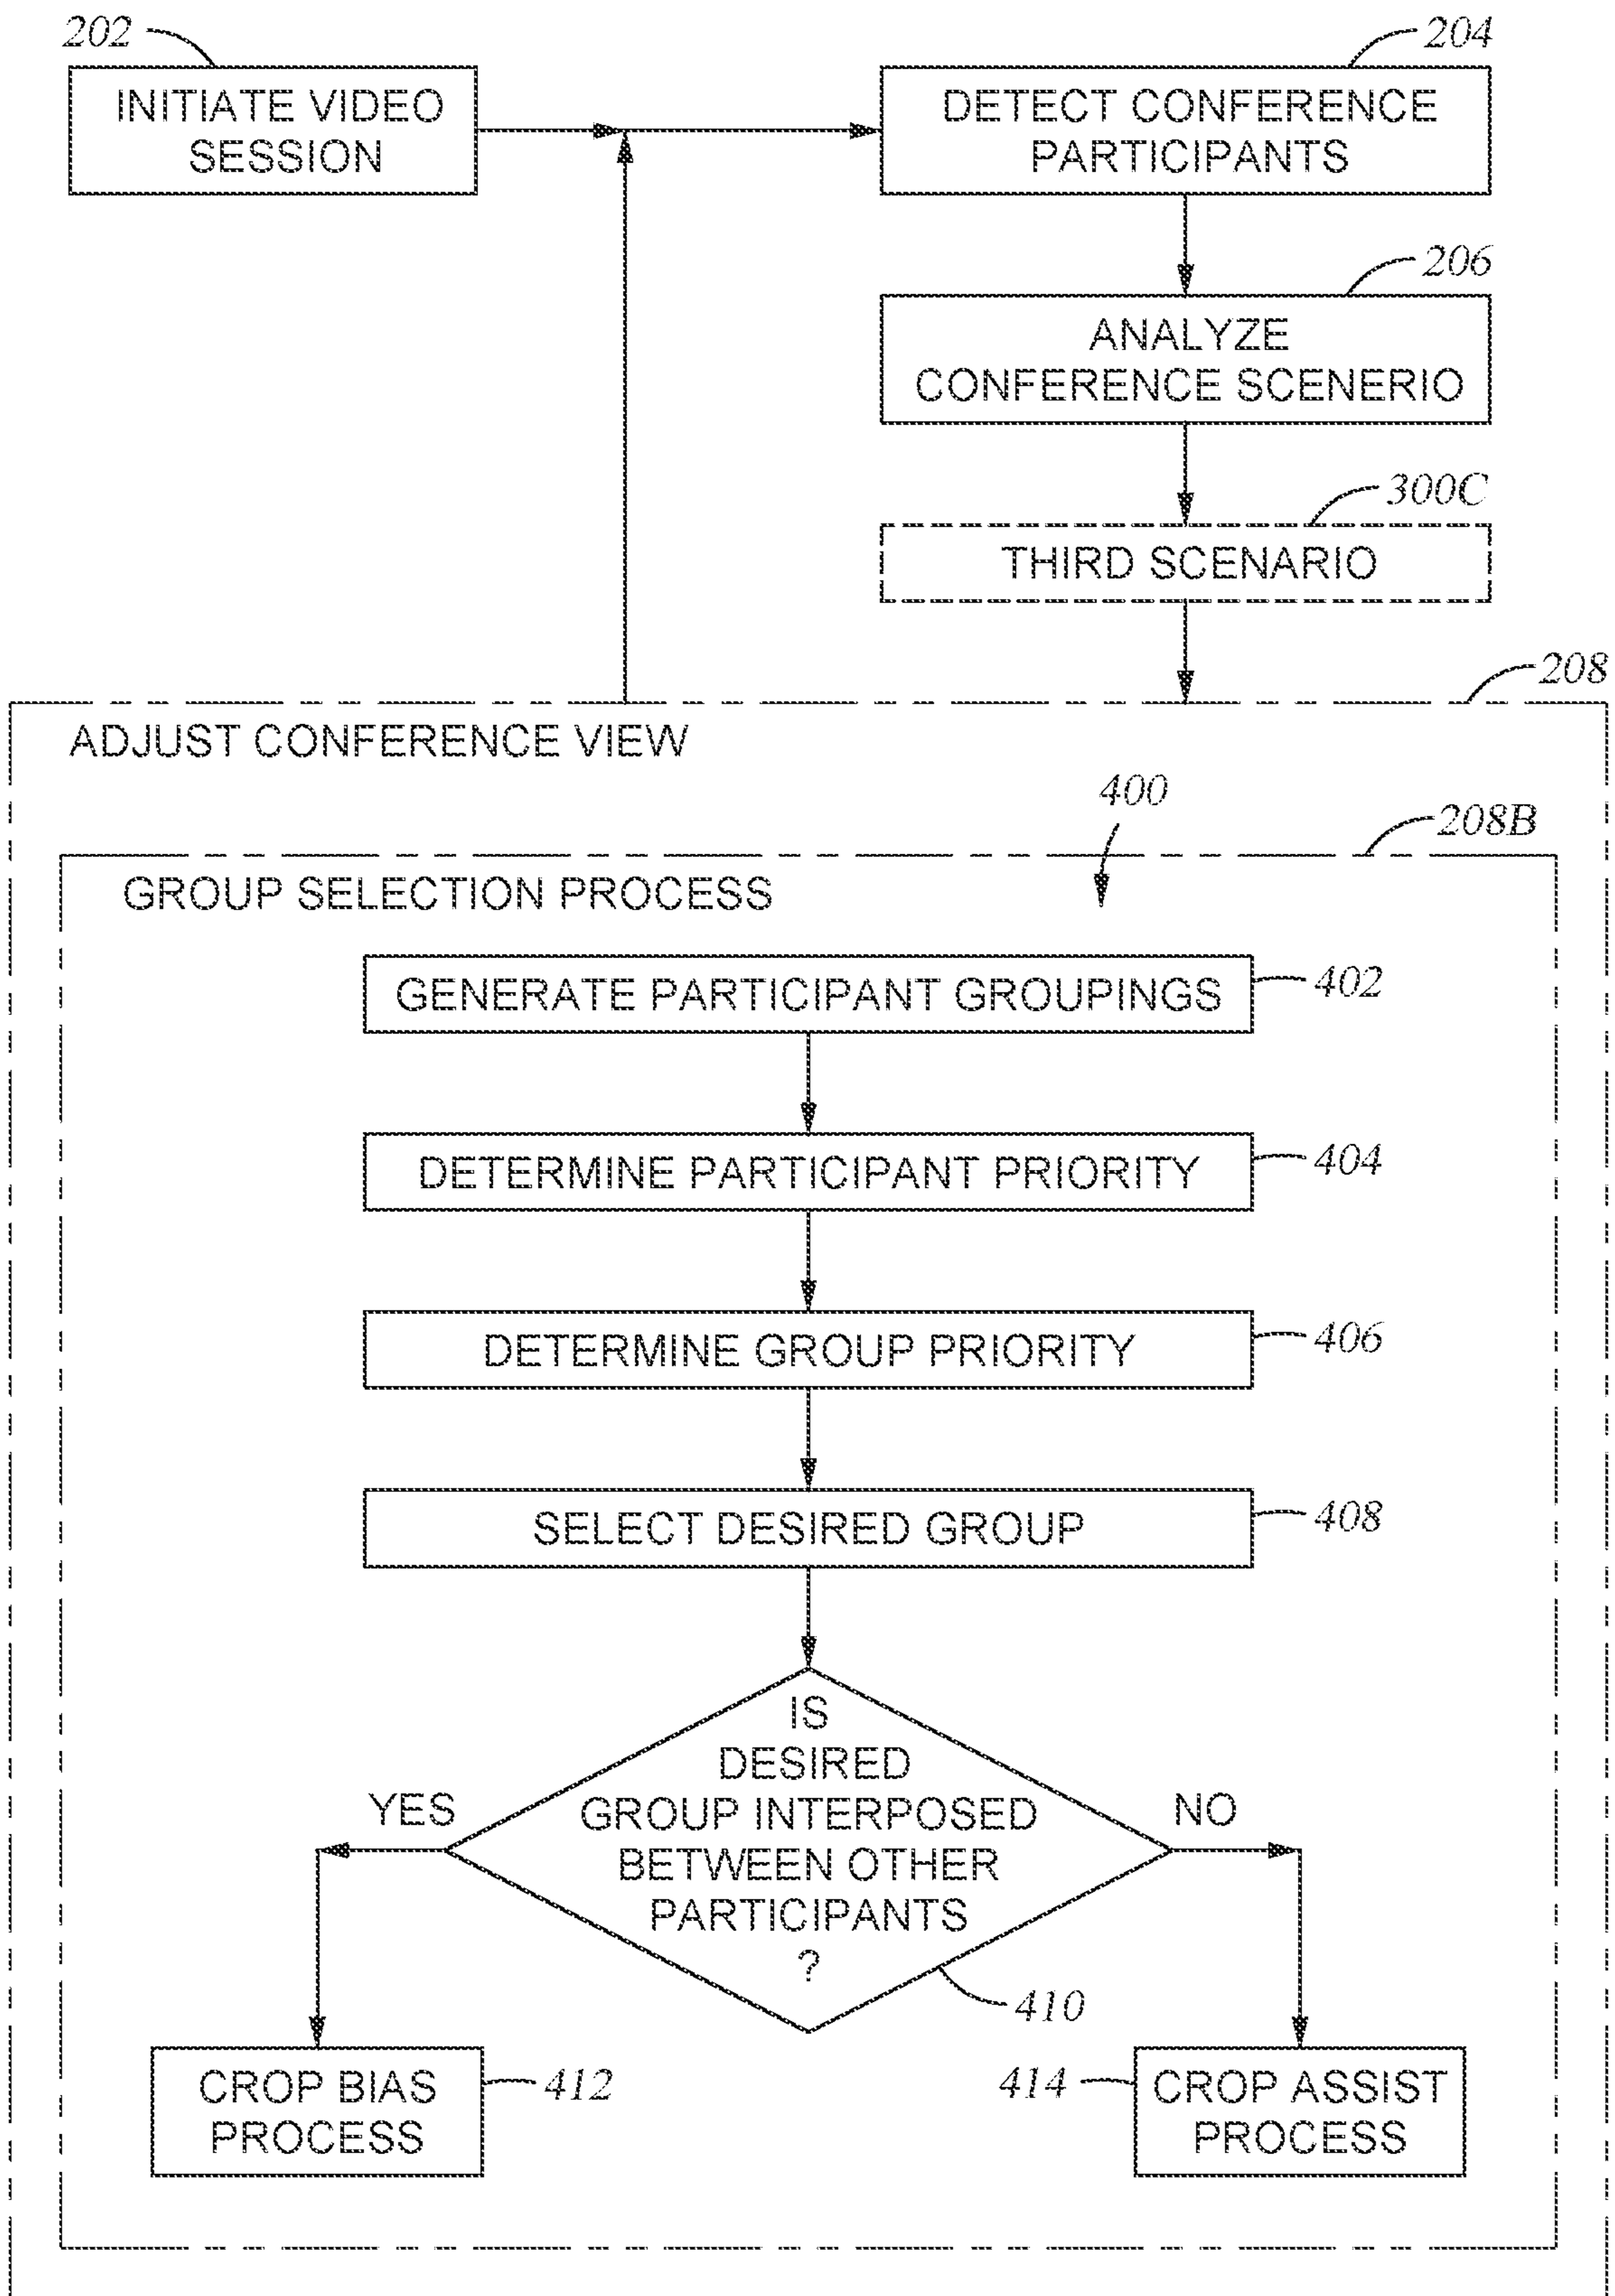 202
INITIATE VIDEO
SESSION
204
DETECT CONFERENCE
PARTICIPANTS
206
ANALYZE
CONFERENCE SCENERIO
300C
THIRD SCENARIO
208
ADJUST CONFERENCE VIEW
400
208B
GROUP SELECTION PROCESS
GENERATE PARTICIPANT GROUPINGS
402
DETERMINE PARTICIPANT PRIORITY
404
DETERMINE GROUP PRIORITY
406
SELECT DESIRED GROUP
408
IS
DESIRED
GROUP INTERPOSED
BETWEEN OTHER
PARTICIPANTS
?
YES
NO
410
CROP BIAS
PROCESS
412
414
CROP ASSIST
PROCESS